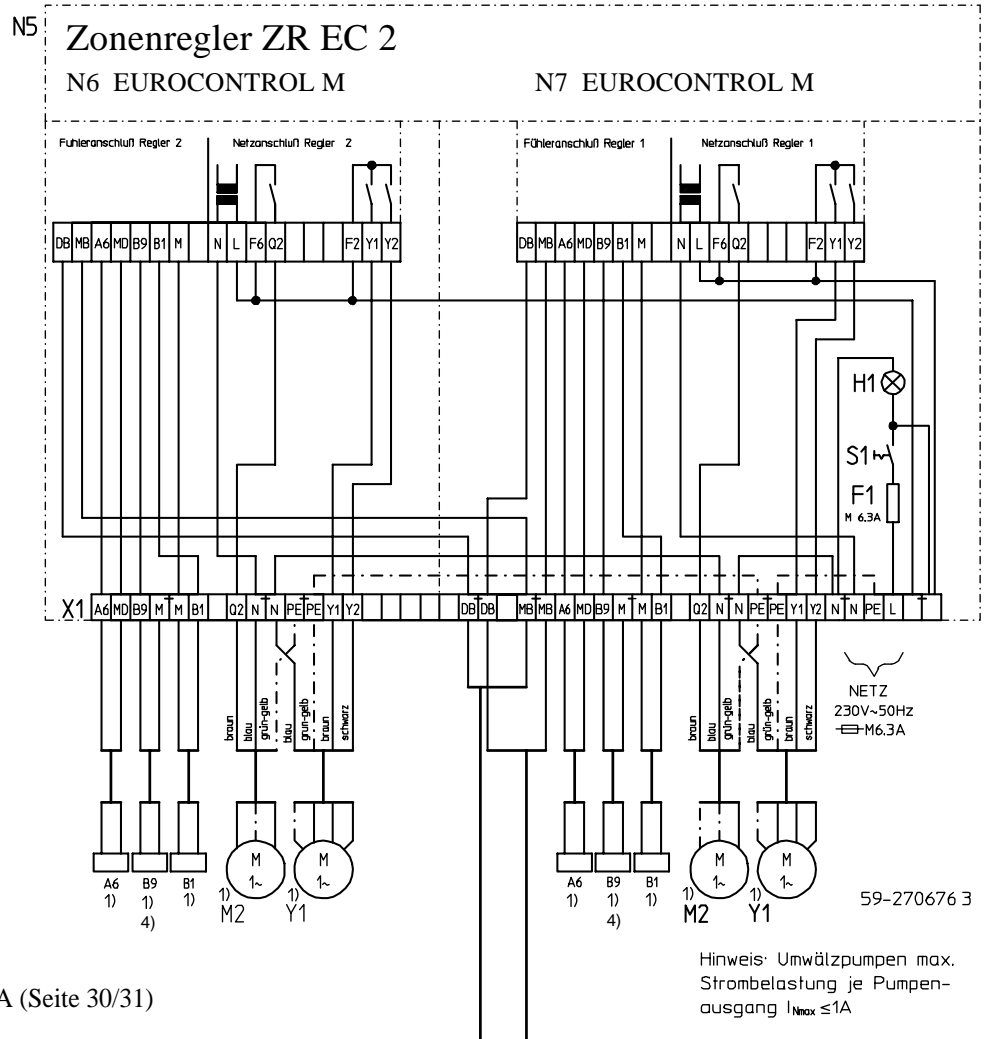 N5
Zonenregler ZR EC 2
N6 EUROCONTROL M
N7 EUROCONTROL M
Fuhleranschluß Regler 2
Netzanschluß Regler 2
Fühleranschluß Regler 1
Netzanschluß Regler 1
DB MB A6 MD B9 B1 M N L F6 Q2 F2 Y1 Y2
DB MB A6 MD B9 B1 M N L F6 Q2 F2 Y1 Y2
H1
S1
F1
M 6.3A
X1 A6 MD B9 M M B1 Q2 N N PE PE Y1 Y2 DB DB MB MB A6 MD B9 M M B1 Q2 N N PE PE Y1 Y2 N N PE L
braun
blau
grün-gelb
blau
grün-gelb
braun
schwarz
braun
blau
grün-gelb
blau
grün-gelb
braun
schwarz
NETZ
230V~50Hz
M6.3A
M
1~
M
1~
M
1~
M
1~
A6
1)
B9
1)
4)
B1
1)
1)
M2
1)
Y1
A6
1)
B9
1)
4)
B1
1)
1)
M2
1)
Y1
59-270676 3
Hinweis: Umwälzpumpen max.
Strombelastung je Pumpen-
ausgang INmax ≤1A
A (Seite 30/31)